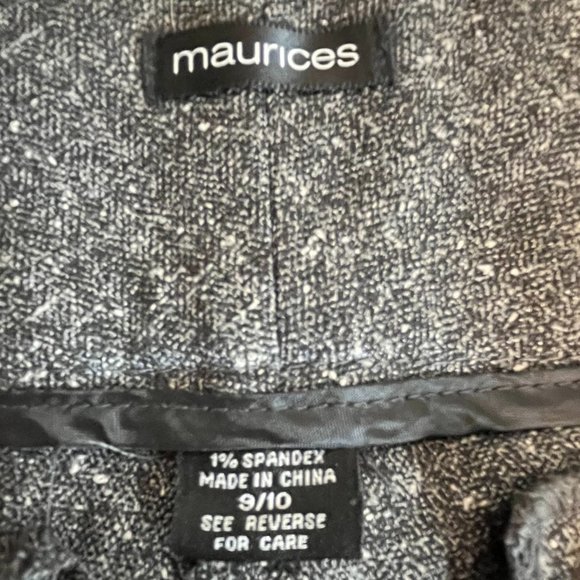 maurices
1% SPANDEX
MADE IN CHINA
9/10
SEE REVERSE
FOR CARE